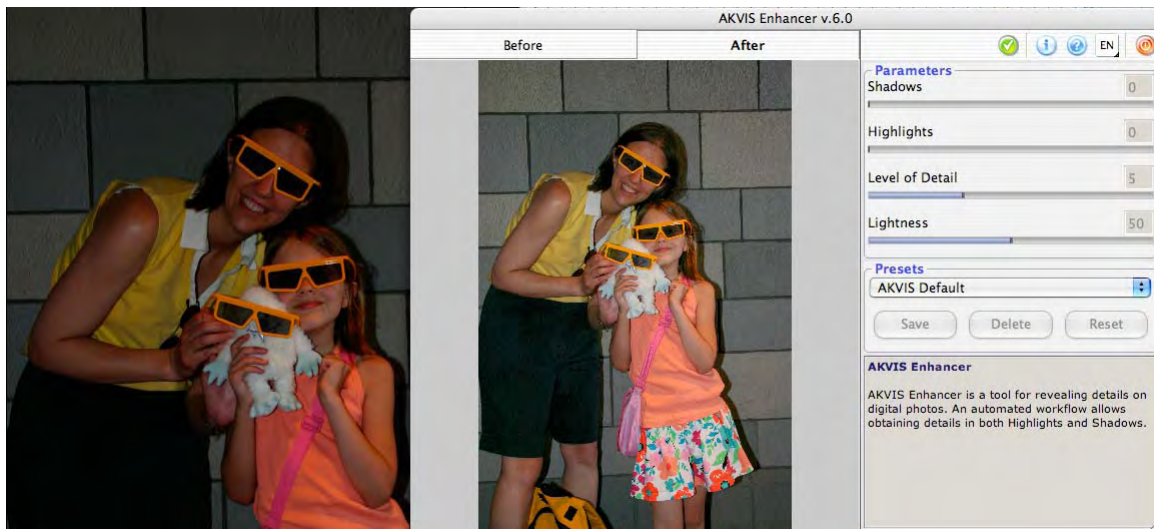 AKVIS Enhancer v.6.0
Before
After
EN
Parameters
Shadows
0
Highlights
0
Level of Detail
5
Lightness
50
Presets
AKVIS Default
Save
Delete
Reset
AKVIS Enhancer
AKVIS Enhancer is a tool for revealing details on
digital photos. An automated workflow allows
obtaining details in both Highlights and Shadows.